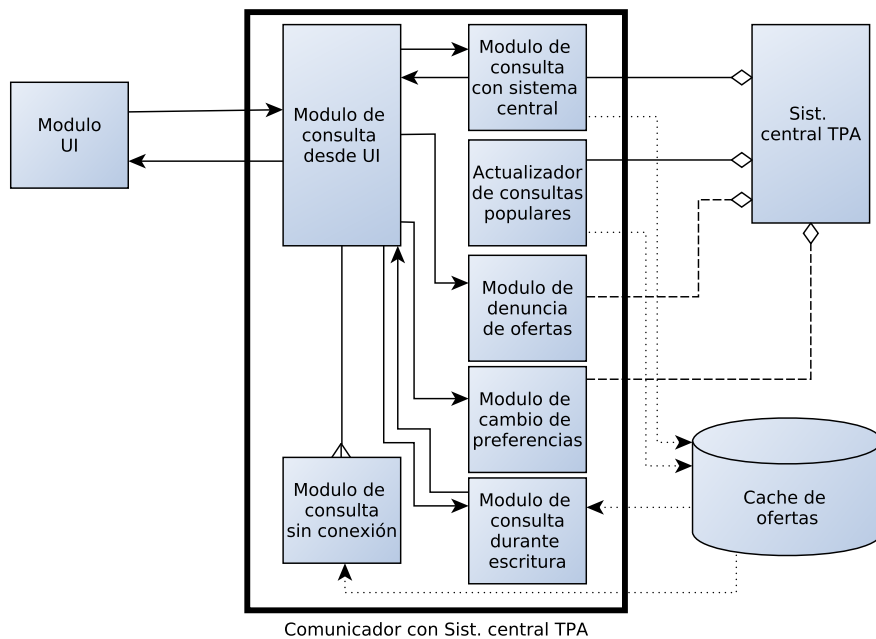 Modulo
UI
Modulo de
consulta
desde UI
Modulo de
consulta
con sistema
central
Actualizador
de consultas
populares
Modulo de
denuncia
de ofertas
Modulo de
cambio de
preferencias
Modulo de
consulta
sin conexión
Modulo de
consulta
durante
escritura
Sist.
central TPA
Cache de
ofertas
Comunicador con Sist. central TPA